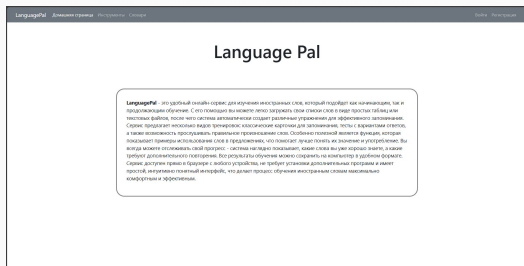 LanguagePal Домашняя страница Инструменты Словари Войти Регистрация
Language Pal
LanguagePal - это удобный онлайн-сервис для изучения иностранных слов, который подойдет как начинающим, так и
продолжающим обучение. С его помощью вы можете легко загружать свои списки слов в виде простых таблиц или
текстовых файлов, после чего система автоматически создает различные упражнения для эффективного запоминания.
Сервис предлагает несколько видов тренировок: классические карточки для запоминания, тесты с вариантами ответов,
а также возможность прослушивать правильное произношение слов. Особенно полезной является функция, которая
показывает примеры использования слов в предложениях, что помогает лучше понять их значение и употребление. Вы
всегда можете отслеживать свой прогресс - система наглядно показывает, какие слова вы уже хорошо знаете, а какие
требуют дополнительного повторения. Все результаты обучения можно сохранить на компьютер в удобном формате.
Сервис доступен прямо в браузере с любого устройства, не требует установки дополнительных программ и имеет
простой, интуитивно понятный интерфейс, что делает процесс обучения иностранным словам максимально
комфортным и эффективным.